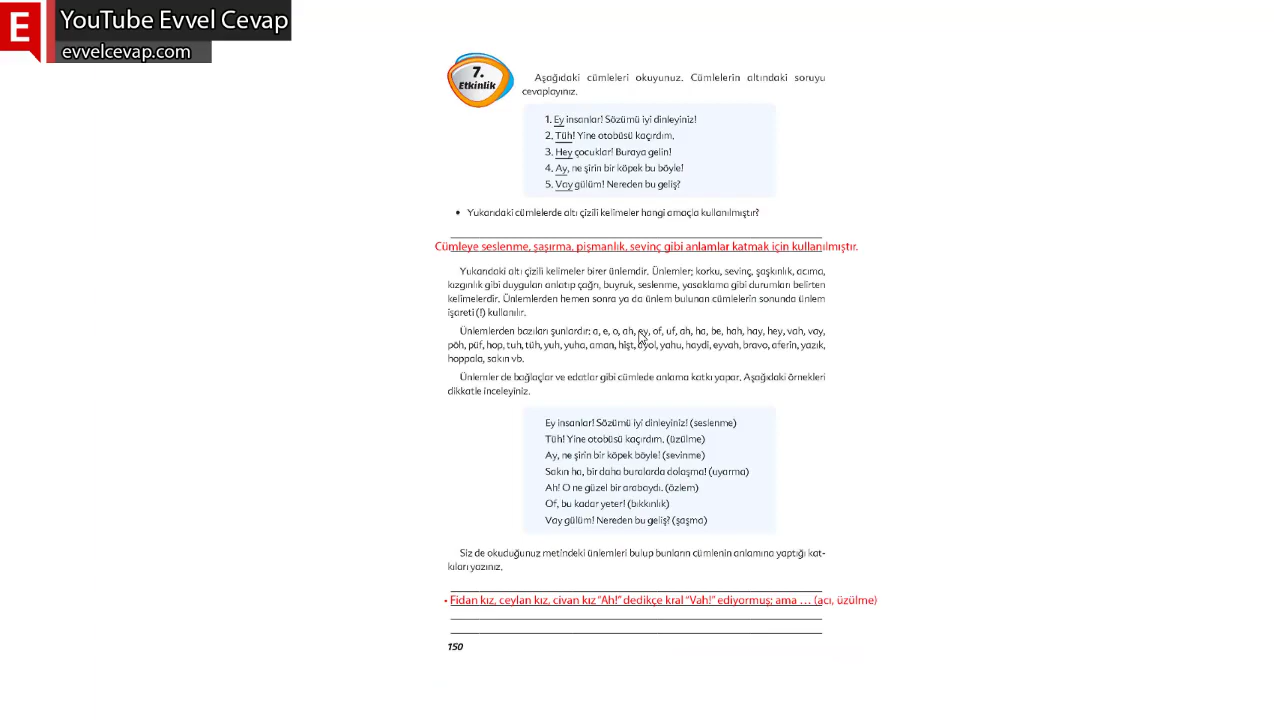 E
YouTube Evvel Cevap
evvelcevap.com
7.
Etkinlik
Aşağıdaki cümleleri okuyunuz. Cümlelerin altındaki soruyu
cevaplayınız.
1. Ey insanlar! Sözümü iyi dinleyiniz!
2. Tüh! Yine otobüsü kaçırdım.
3. Hey çocuklar! Buraya gelin!
4. Ay, ne şirin bir köpek bu böyle!
5. Vay gülüm! Nereden bu geliş?
• Yukarıdaki cümlelerde altı çizili kelimeler hangi amaçla kullanılmıştır?
Cümleye seslenme, şaşırma, pişmanlık, sevinç gibi anlamlar katmak için kullanılmıştır.
Yukarıdaki altı çizili kelimeler birer ünlemdir. Ünlemler; korku, sevinç, şaşkınlık, acıma,
kızgınlık gibi duyguları anlatıp çağrı, buyruk, seslenme, yasaklama gibi durumları belirten
kelimelerdir. Ünlemlerden hemen sonra ya da ünlem bulunan cümlelerin sonunda ünlem
işareti (!) kullanılır.
Ünlemlerden bazıları şunlardır: a, e, o, ah, ey, of, uf, ah, ha, be, hah, hay, hey, vah, vay,
pöh, püf, hop, tuh, tüh, yuh, yuha, aman, hişt, ayol, yahu, haydi, eyvah, bravo, aferin, yazık,
hoppala, sakın vb.
Ünlemler de bağlaçlar ve edatlar gibi cümlede anlama katkı yapar. Aşağıdaki örnekleri
dikkatle inceleyiniz.
Ey insanlar! Sözümü iyi dinleyiniz! (seslenme)
Tüh! Yine otobüsü kaçırdım. (üzülme)
Ay, ne şirin bir köpek böyle! (sevinme)
Sakın ha, bir daha buralarda dolaşma! (uyarma)
Ah! O ne güzel bir arabaydı. (özlem)
Of, bu kadar yeter! (bıkkınlık)
Vay gülüm! Nereden bu geliş? (şaşma)
Siz de okuduğunuz metindeki ünlemleri bulup bunların cümlenin anlamına yaptığı kat-
kıları yazınız.
• Fidan kız, ceylan kız, civan kız "Ah!" dedikçe kral "Vah!" ediyormuş; ama … (acı, üzülme)
150